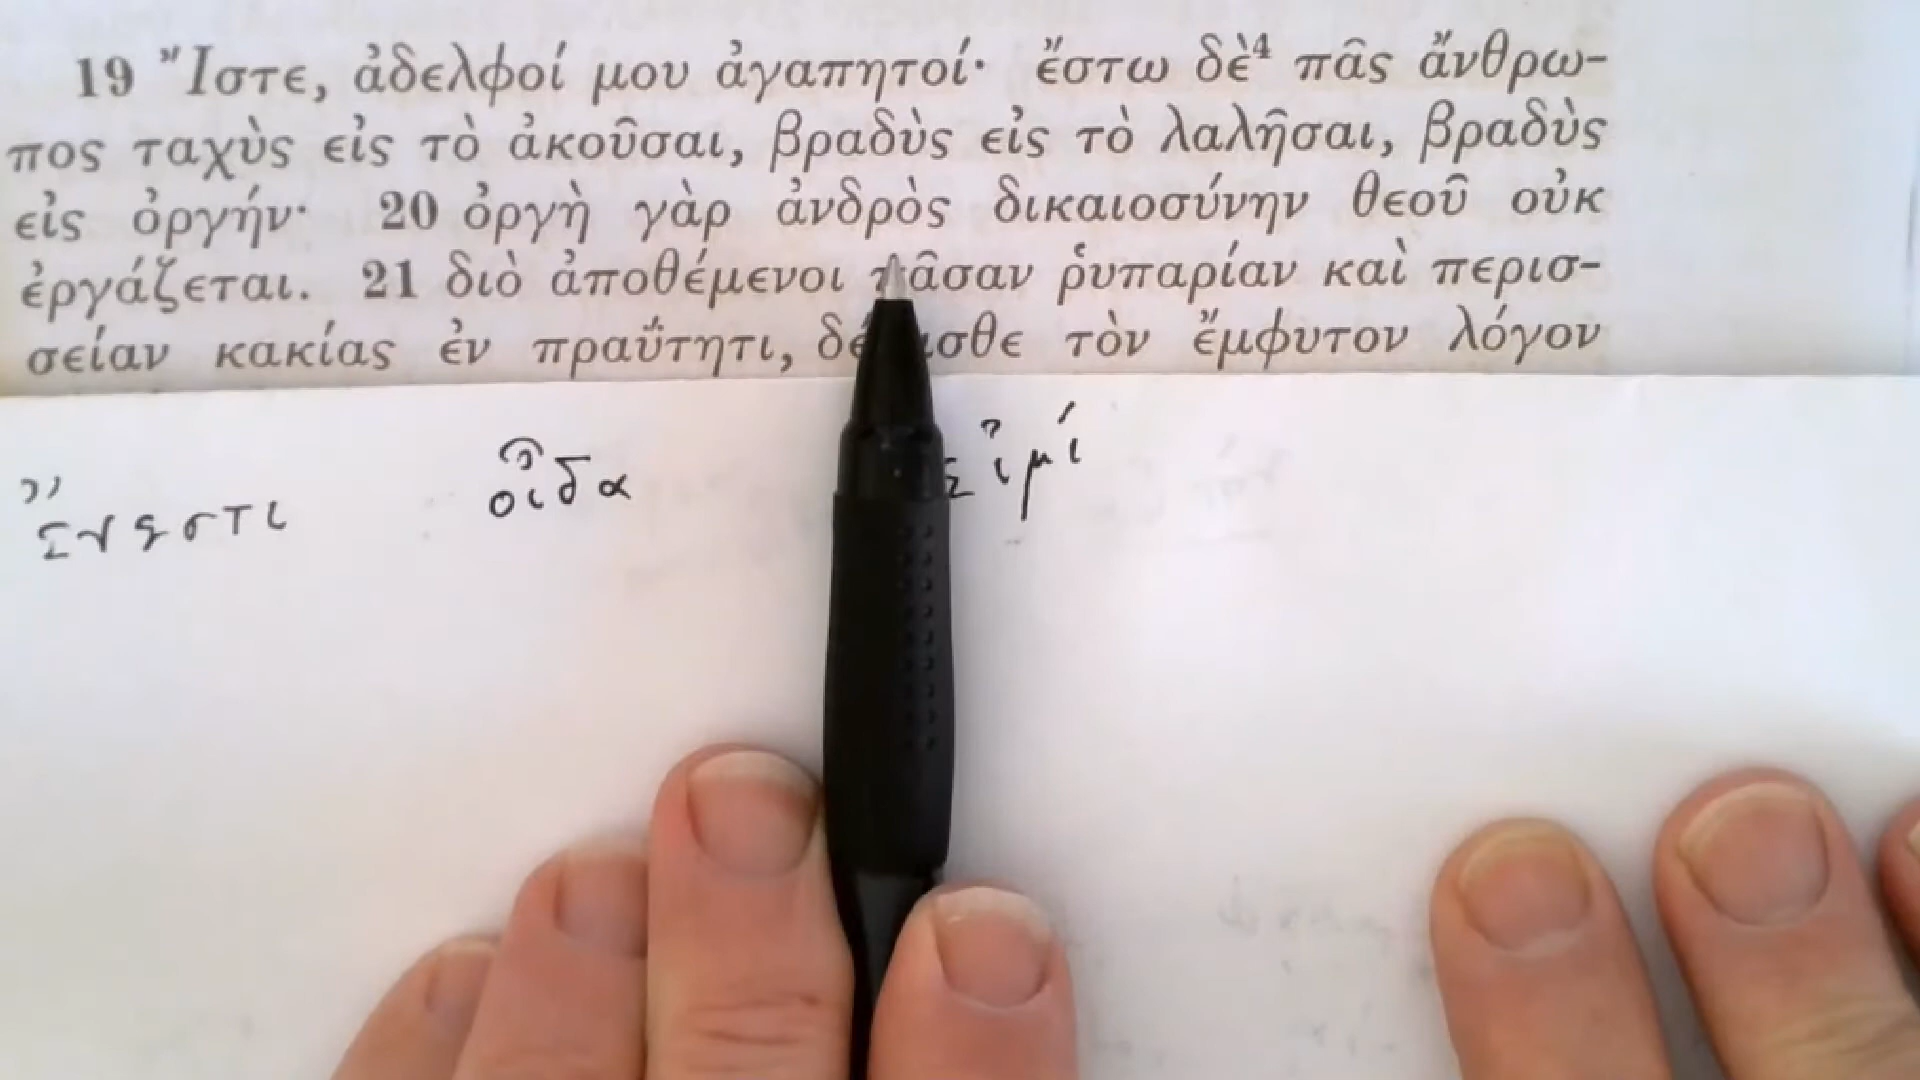 19 Ἴστε, ἀδελφοί μου ἀγαπητοί· ἔστω δὲ⁴ πᾶς ἄνθρω-
πος ταχὺς εἰς τὸ ἀκοῦσαι, βραδὺς εἰς τὸ λαλῆσαι, βραδὺς
εἰς ὀργήν· 20 ὀργὴ γὰρ ἀνδρὸς δικαιοσύνην θεοῦ οὐκ
ἐργάζεται. 21 διὸ ἀποθέμενοι πᾶσαν ῥυπαρίαν καὶ περισ-
σείαν κακίας ἐν πραΰτητι, τὸν ἔμφυτον λόγον
ἔνεστι οἶδα εἰμί